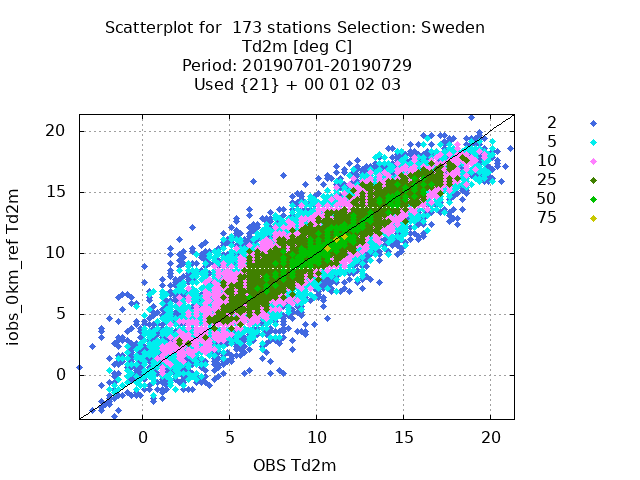 Scatterplot for  173 stations Selection: Sweden
Td2m [deg C]
Period: 20190701-20190729
Used {21} + 00 01 02 03
2
5
10
25
50
75
20
15
10
5
0
iobs_0km_ref Td2m
0 5 10 15 20
OBS Td2m